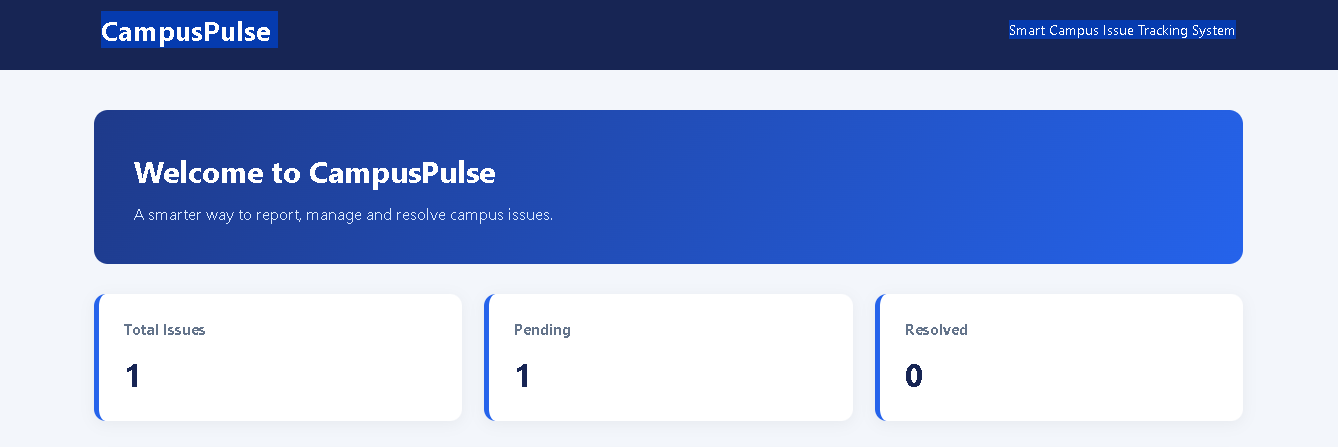 CampusPulse
Smart Campus Issue Tracking System
Welcome to CampusPulse
A smarter way to report, manage and resolve campus issues.
Total Issues
1
Pending
1
Resolved
0